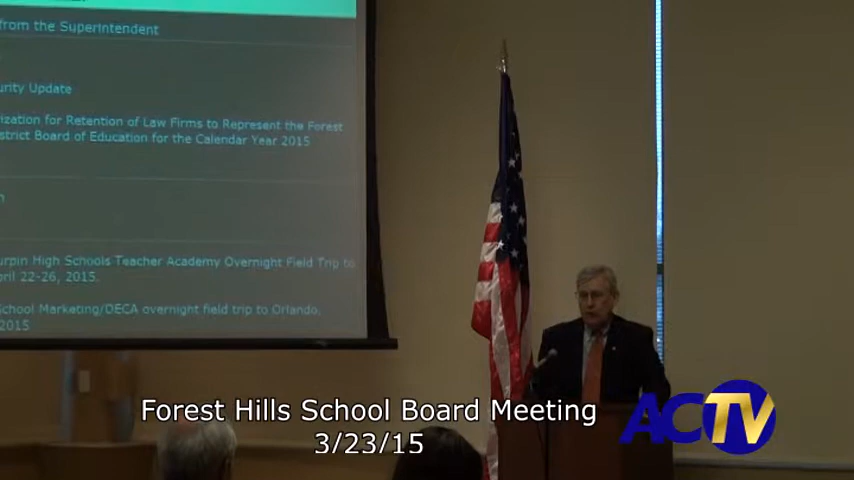 from the Superintendent
urity Update
ization for Retention of Law Firms to Represent the Forest
strict Board of Education for the Calendar Year 2015
urpin High Schools Teacher Academy Overnight Field Trip to
pril 22-26, 2015.
School Marketing/DECA overnight field trip to Orlando,
2015
Forest Hills School Board Meeting
3/23/15
ACTV